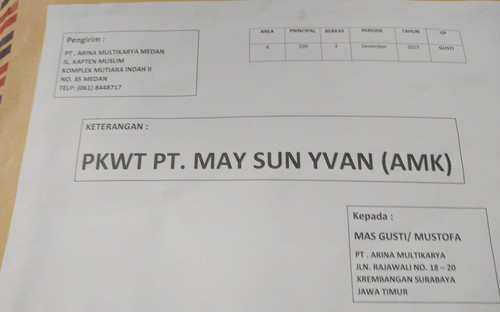 Pengirim :
PT . ARINA MULTIKARYA MEDAN
JL. KAPTEN MUSLIM
KOMPLEK MUTIARA INDAH II
NO. 35 MEDAN
TELP: (061) 8448717
AREA PRINCIPAL BERKAS PERIODE TAHUN OP
6 209 3 Desember 2023 GUSTI
KETERANGAN :
PKWT PT. MAY SUN YVAN (AMK)
Kepada :
MAS GUSTI/ MUSTOFA
PT . ARINA MULTIKARYA
JLN. RAJAWALI NO. 18 – 20
KREMBANGAN SURABAYA
JAWA TIMUR